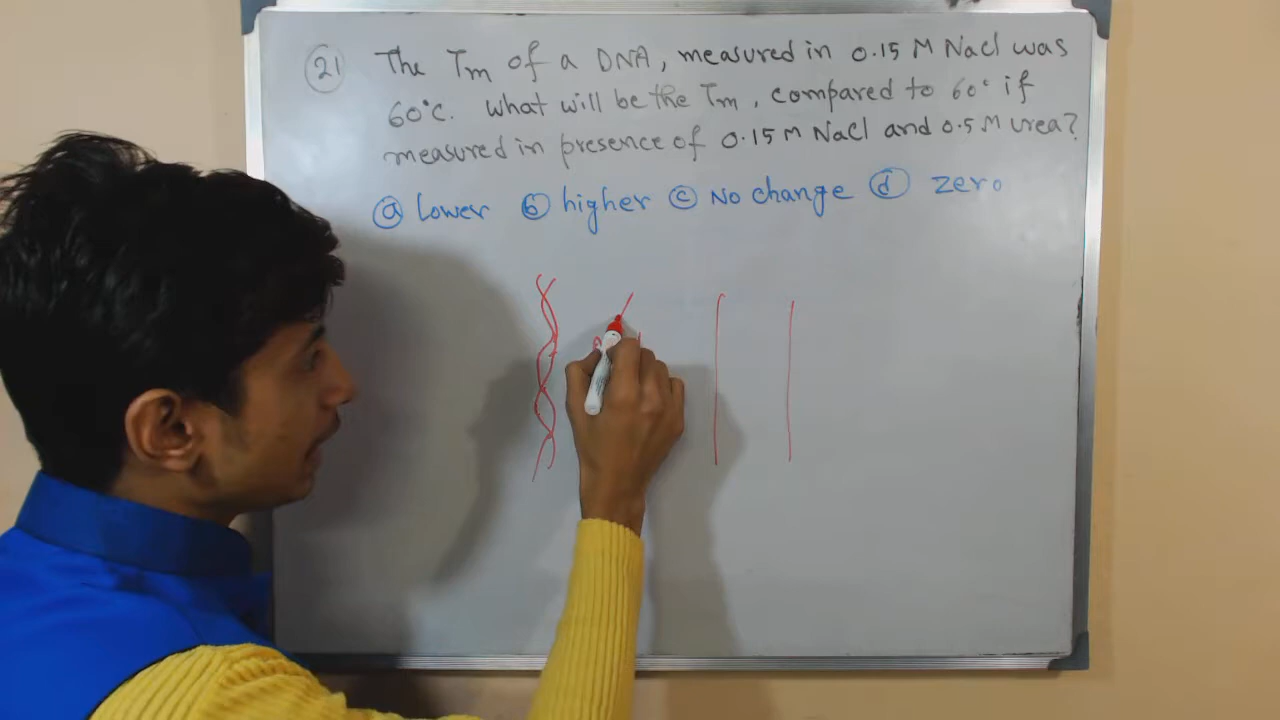 21 The Tm of a DNA, measured in 0.15 M Nacl was
60°c. what will be the Tm, compared to 60° if
measured in presence of 0.15 M NaCl and 0.5 M urea?
a lower b higher c No change d zero